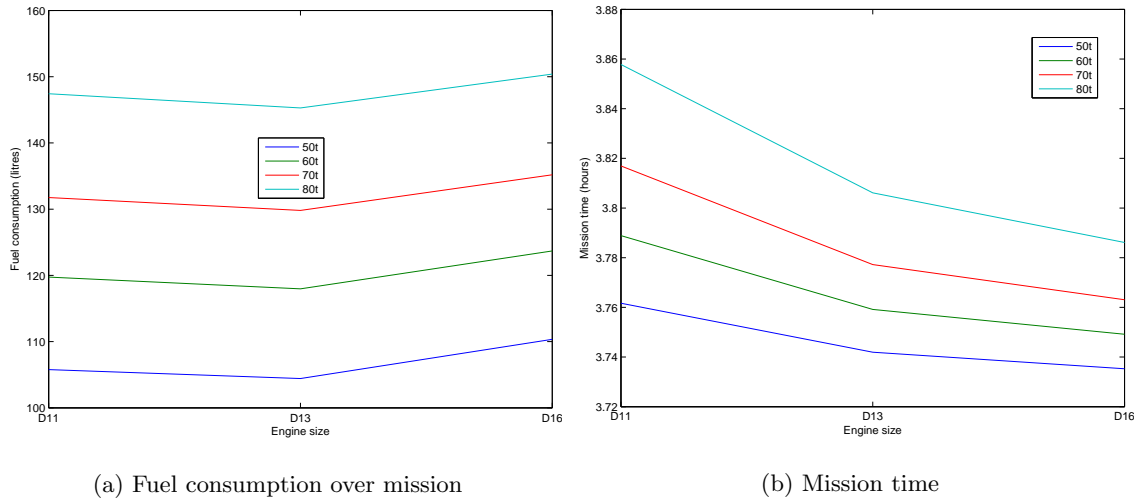 160
150
140
130
120
110
100
Fuel consumption (litres)
50t
60t
70t
80t
D11 D13 D16
Engine size
(a) Fuel consumption over mission
3.88
3.86
3.84
3.82
3.8
3.78
3.76
3.74
3.72
Mission time (hours)
50t
60t
70t
80t
D11 D13 D16
Engine size
(b) Mission time